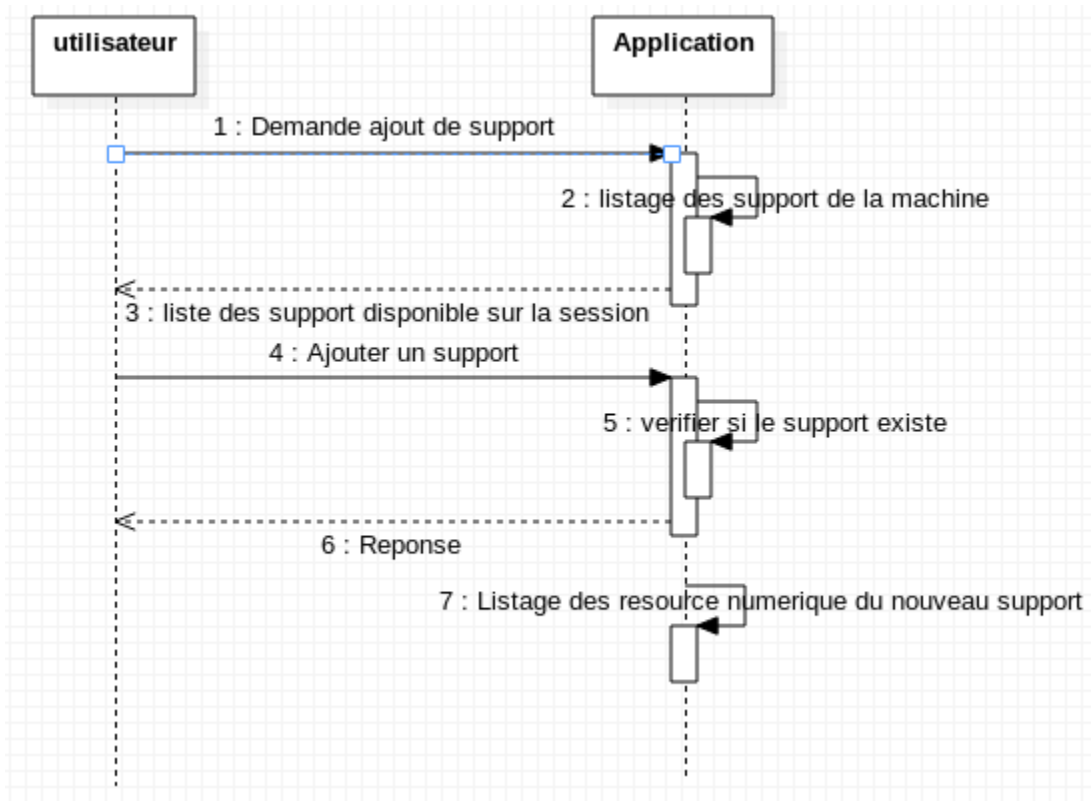 utilisateur
Application
1 : Demande ajout de support
2 : listage des support de la machine
3 : liste des support disponible sur la session
4 : Ajouter un support
5 : verifier si le support existe
6 : Reponse
7 : Listage des resource numerique du nouveau support